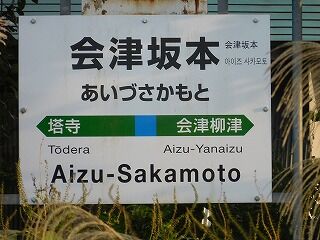 会津坂本
会津坂本
아이즈 사카모토
あいづさかもと
塔寺 会津柳津
Tōdera Aizu-Yanaizu
Aizu-Sakamoto